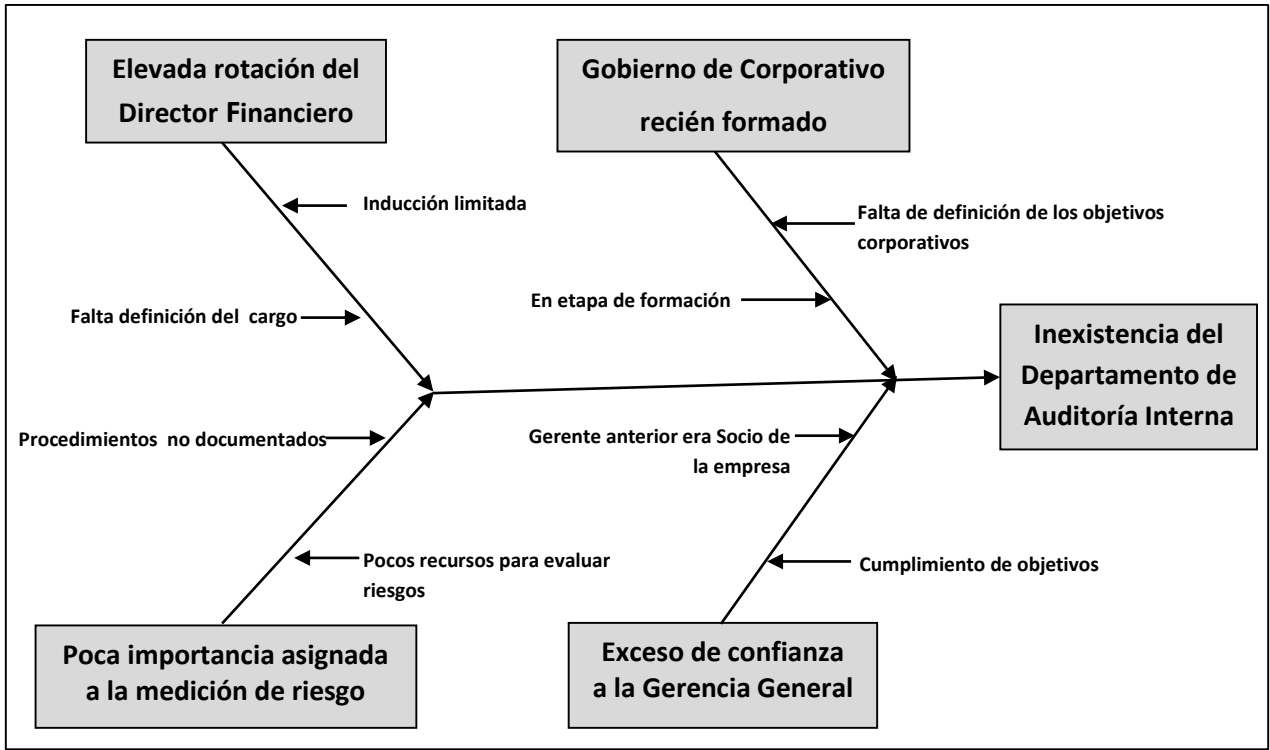 Elevada rotación del
Director Financiero
Gobierno de Corporativo
recién formado
Inducción limitada
Falta de definición de los objetivos
corporativos
En etapa de formación
Falta definición del cargo
Inexistencia del
Departamento de
Auditoría Interna
Procedimientos no documentados
Gerente anterior era Socio de
la empresa
Pocos recursos para evaluar
riesgos
Cumplimiento de objetivos
Poca importancia asignada
a la medición de riesgo
Exceso de confianza
a la Gerencia General